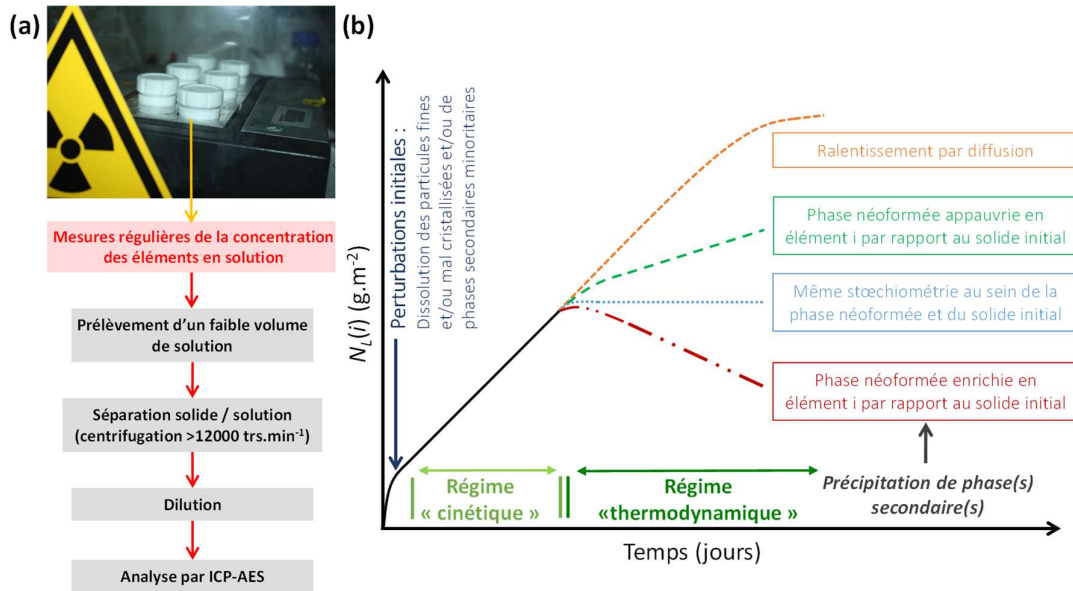 (a)
Mesures régulières de la concentration
des éléments en solution
Prélèvement d'un faible volume
de solution
Séparation solide / solution
(centrifugation >12000 trs.min⁻¹)
Dilution
Analyse par ICP-AES
(b)
N_L(i) (g.m⁻²)
Perturbations initiales :
Dissolution des particules fines
et/ou mal cristallisées et/ou de
phases secondaires minoritaires
Ralentissement par diffusion
Phase néoformée appauvrie en
élément i par rapport au solide initial
Même stœchiométrie au sein de la
phase néoformée et du solide initial
Phase néoformée enrichie en
élément i par rapport au solide initial
Précipitation de phase(s)
secondaire(s)
Régime
« cinétique »
Régime
«thermodynamique »
Temps (jours)